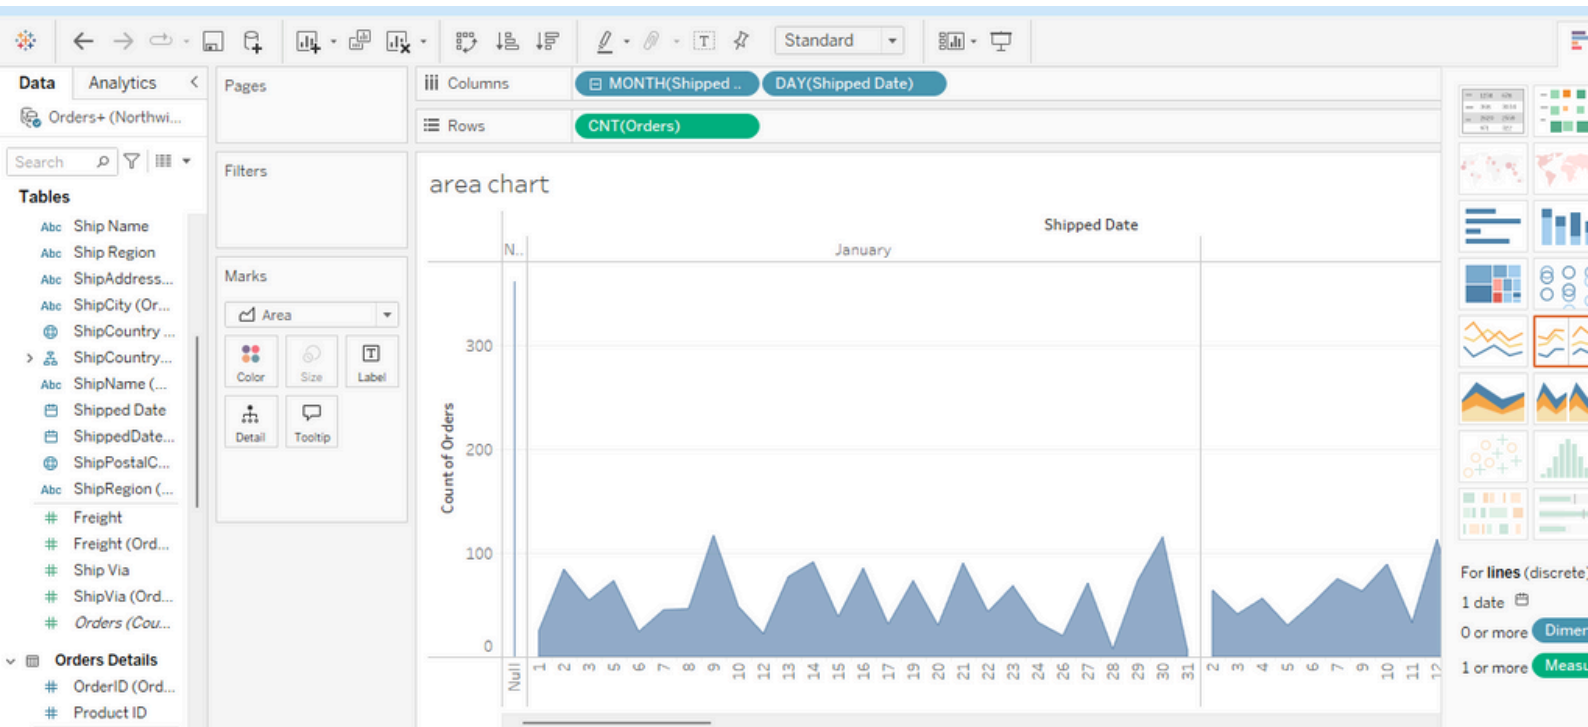 Standard
Data Analytics
Orders+ (Northwi...
Search
Tables
Abc Ship Name
Abc Ship Region
Abc ShipAddress...
Abc ShipCity (Or...
ShipCountry ...
ShipCountry...
Abc ShipName (...
Shipped Date
ShippedDate...
ShipPostalC...
Abc ShipRegion (...
# Freight
# Freight (Ord...
# Ship Via
# ShipVia (Ord...
# Orders (Cou...
Orders Details
# OrderID (Ord...
# Product ID
Pages
Filters
Marks
Area
Color Size Label
Detail Tooltip
Columns MONTH(Shipped .. DAY(Shipped Date)
Rows CNT(Orders)
area chart
Shipped Date
N.. January
Count of Orders
300
200
100
0
Null 1 2 3 5 6 7 8 9 10 12 13 14 15 16 17 19 20 21 22 23 24 26 27 28 29 30 31 2 3 4 5 6 7 9 10 11 12
For lines (discrete)
1 date
0 or more Dimen
1 or more Measu